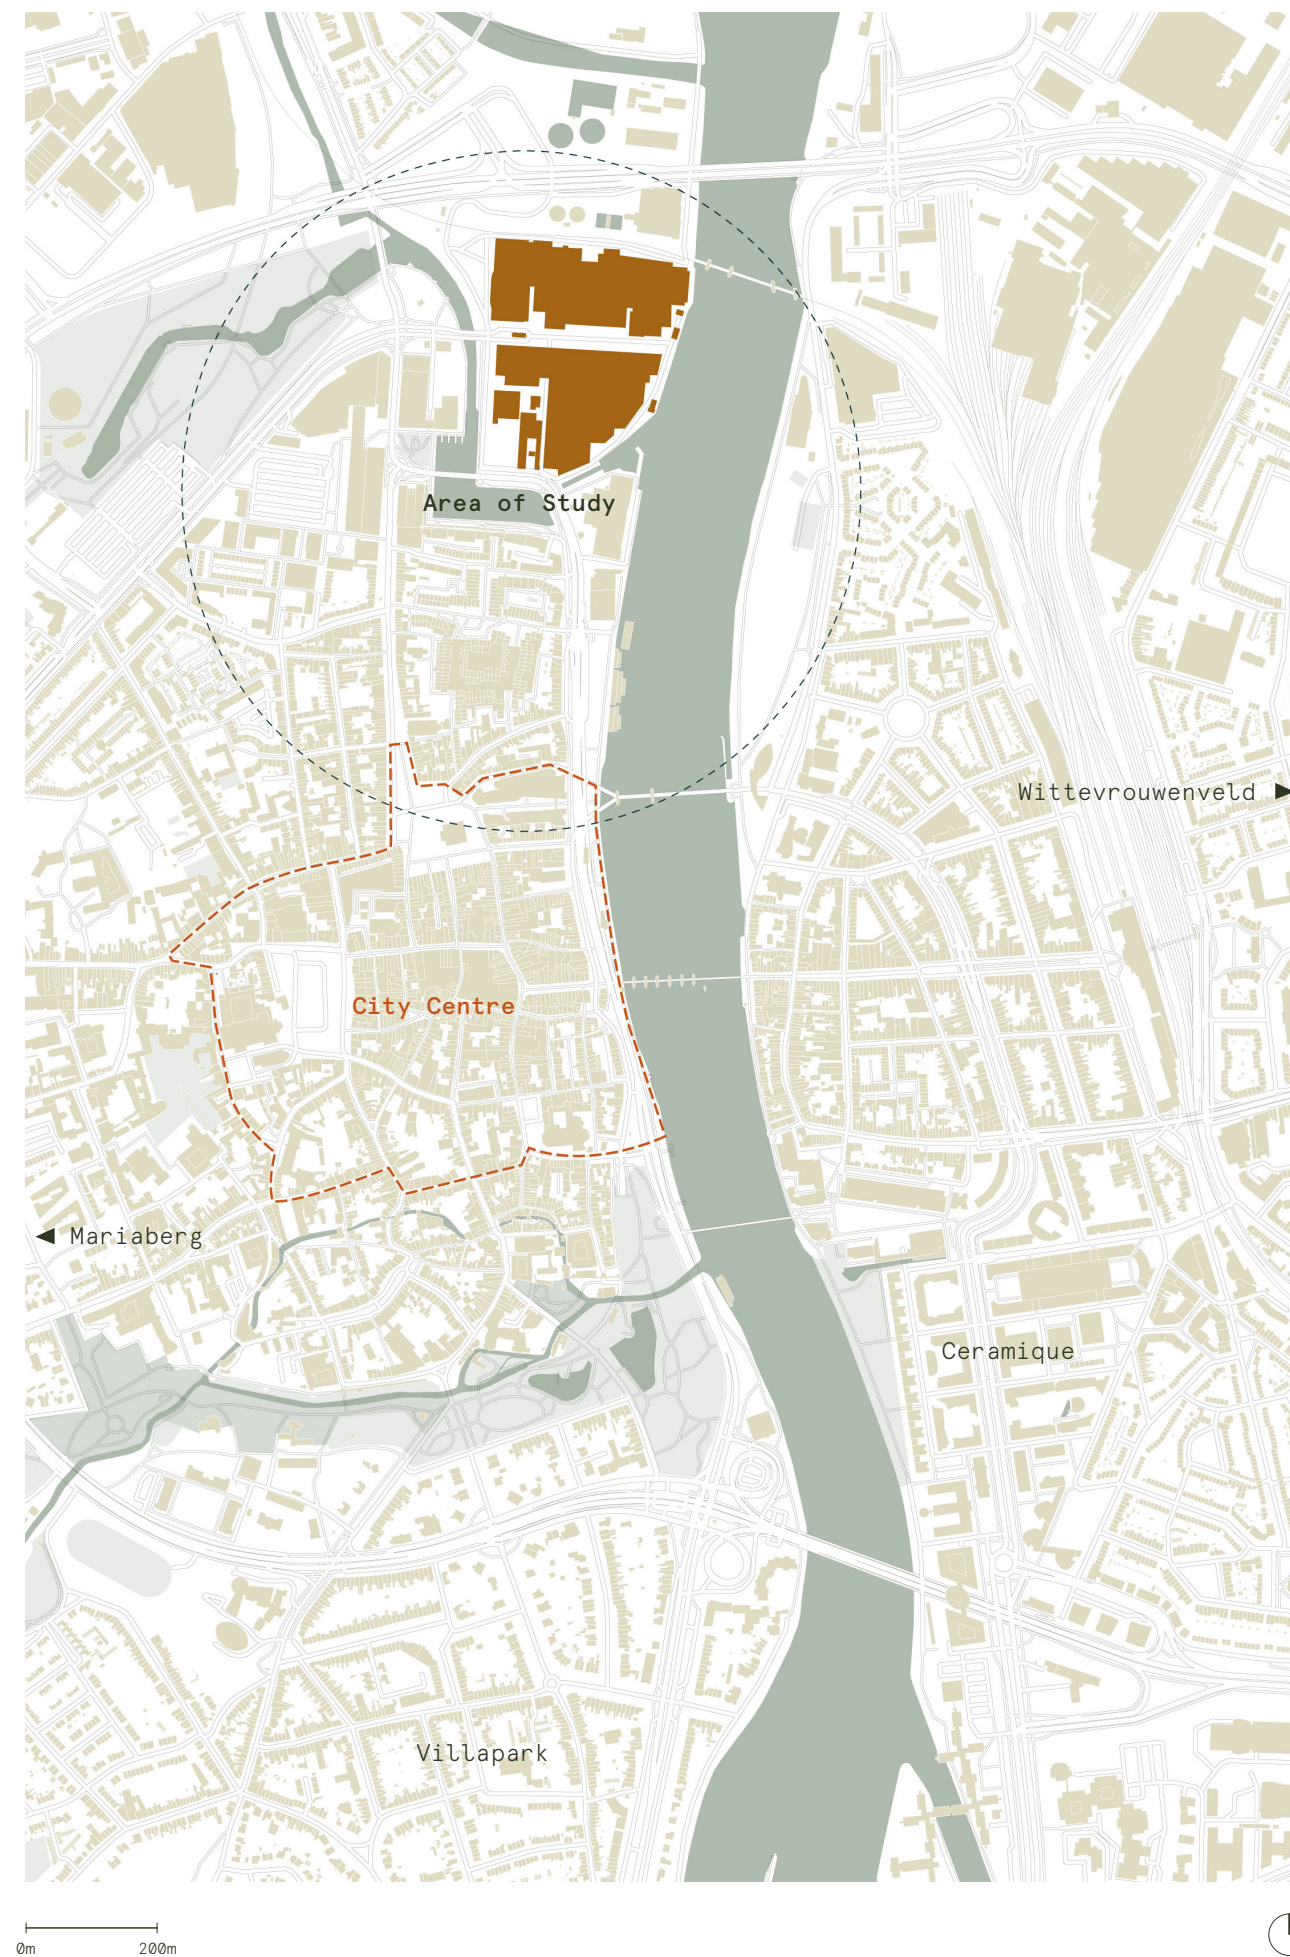 Area of Study
Wittevrouwenveld
City Centre
Mariaberg
Ceramique
Villapark
0m 200m